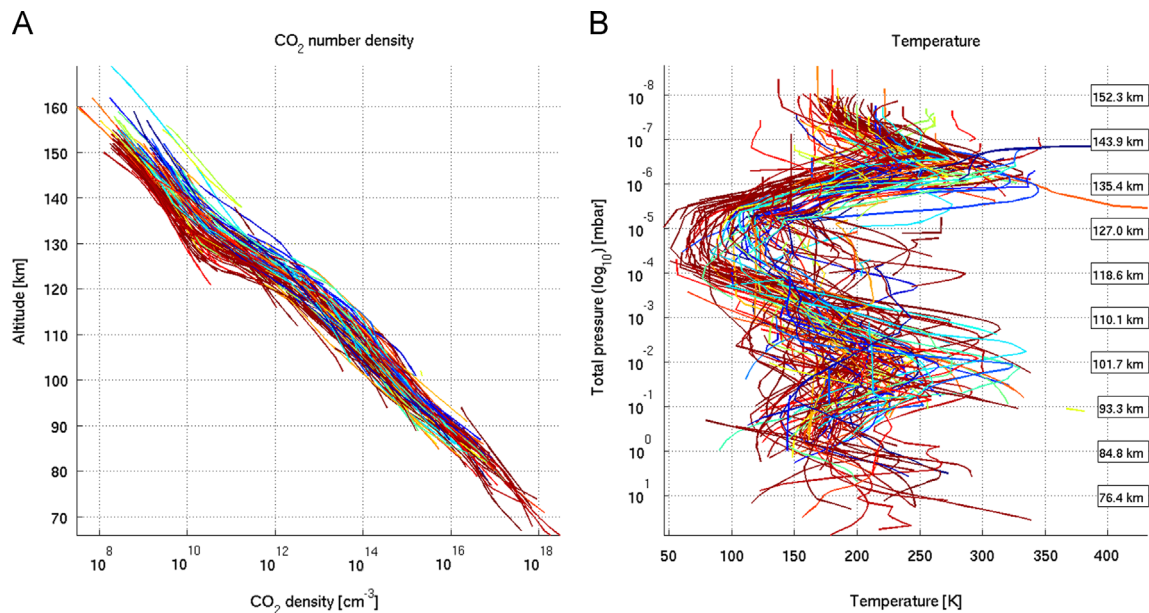 A
CO2 number density
Altitude [km]
160
150
140
130
120
110
100
90
80
70
10^8
10^10
10^12
10^14
10^16
10^18
CO2 density [cm^-3]
B
Temperature
Total pressure (log10) [mbar]
10^-8
10^-7
10^-6
10^-5
10^-4
10^-3
10^-2
10^-1
10^0
10^1
152.3 km
143.9 km
135.4 km
127.0 km
118.6 km
110.1 km
101.7 km
93.3 km
84.8 km
76.4 km
50 100 150 200 250 300 350 400
Temperature [K]